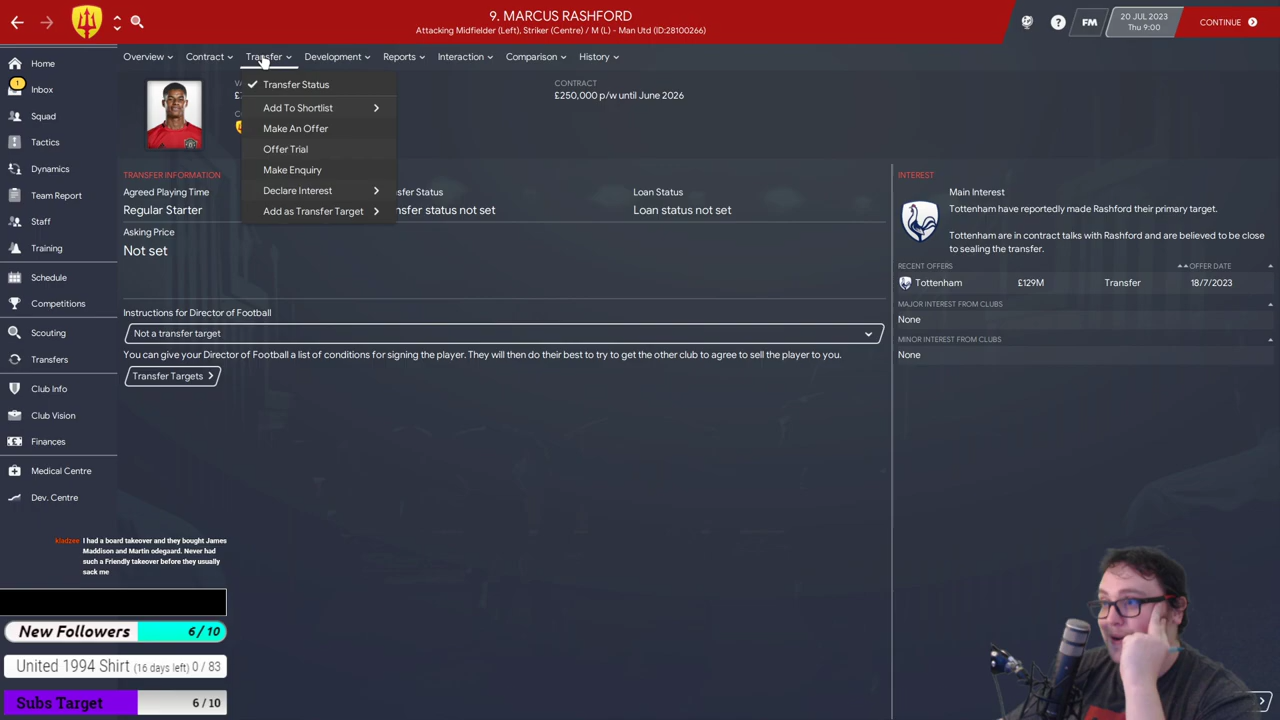 9. MARCUS RASHFORD
Attacking Midfielder (Left), Striker (Centre) / M (L) - Man Utd (ID:28100266)
FM
20 JUL 2023
Thu 9:00
CONTINUE
Overview
Contract
Transfer
Development
Reports
Interaction
Comparison
History
Home
1
Inbox
Squad
Tactics
Dynamics
Team Report
Staff
Training
Schedule
Competitions
Scouting
Transfers
Club Info
Club Vision
Finances
Medical Centre
Dev. Centre
Transfer Status
Add To Shortlist
Make An Offer
Offer Trial
Make Enquiry
Declare Interest
Add as Transfer Target
CONTRACT
£250,000 p/w until June 2026
TRANSFER INFORMATION
Agreed Playing Time
Regular Starter
nsfer Status
nsfer status not set
Loan Status
Loan status not set
Asking Price
Not set
Instructions for Director of Football
Not a transfer target
You can give your Director of Football a list of conditions for signing the player. They will then do their best to try to get the other club to agree to sell the player to you.
Transfer Targets
INTEREST
Main Interest
Tottenham have reportedly made Rashford their primary target.
Tottenham are in contract talks with Rashford and are believed to be close
to sealing the transfer.
RECENT OFFERS
OFFER DATE
Tottenham £129M Transfer 18/7/2023
MAJOR INTEREST FROM CLUBS
None
MINOR INTEREST FROM CLUBS
None
kladzee I had a board takeover and they bought James
Maddison and Martin odegaard. Never had
such a Friendly takeover before they usually
sack me
New Followers 6/10
United 1994 Shirt (16 days left) 0 / 83
Subs Target 6 / 10